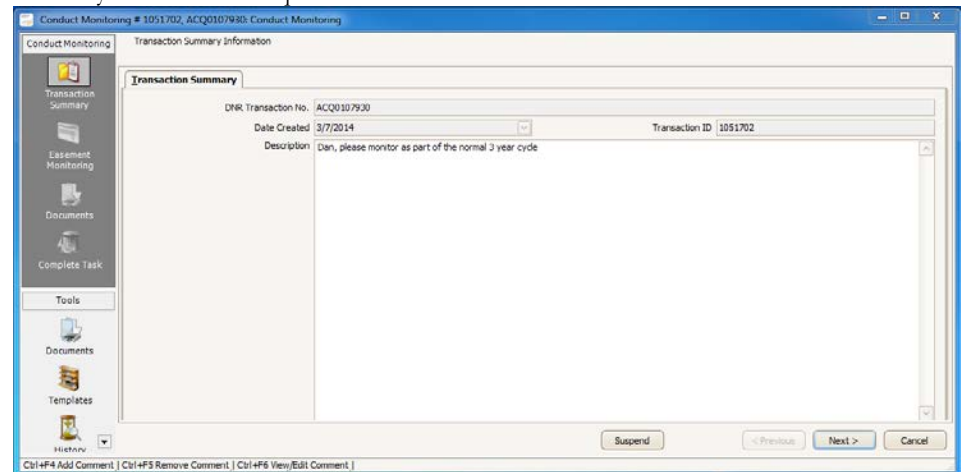 Conduct Monitoring # 1051702, ACQ0107930: Conduct Monitoring
Conduct Monitoring
Transaction Summary Information
Transaction Summary
Transaction
Summary
DNR Transaction No. ACQ0107930
Date Created 3/7/2014 Transaction ID 1051702
Description Dan, please monitor as part of the normal 3 year cycle
Easement
Monitoring
Documents
Complete Task
Tools
Documents
Templates
History
Suspend < Previous Next > Cancel
Ctrl+F4 Add Comment | Ctrl+F5 Remove Comment | Ctrl+F6 View/Edit Comment |